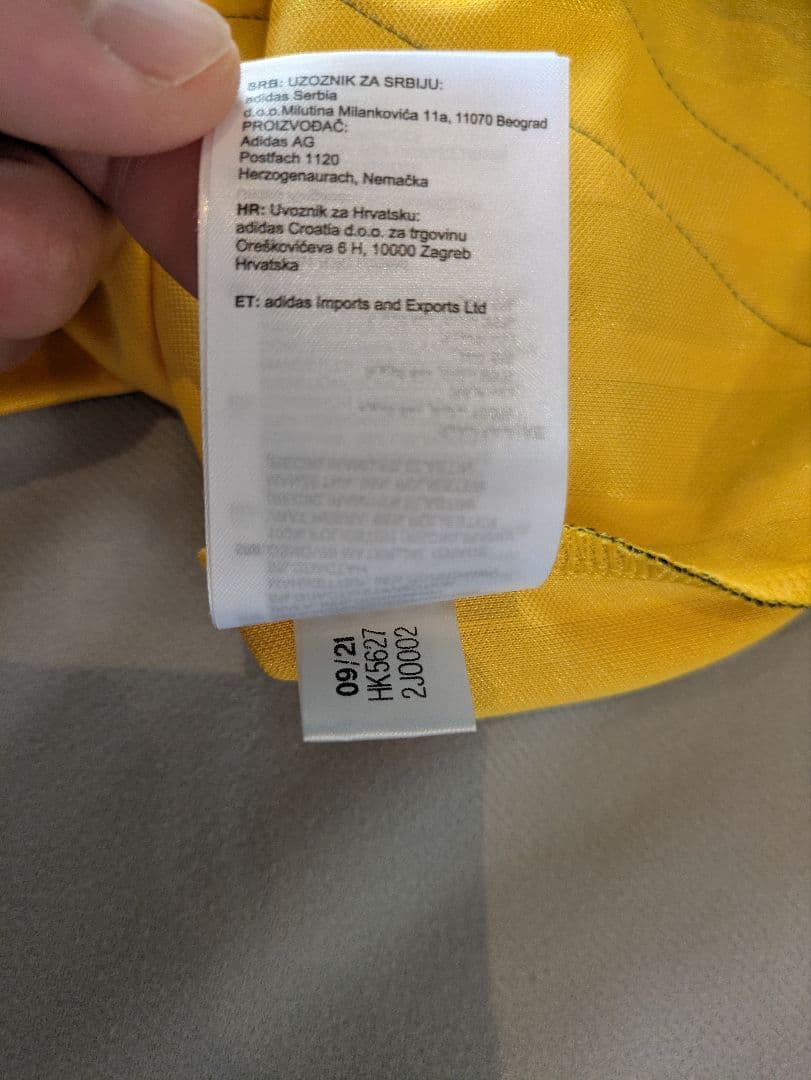 SRB: UZOZNIK ZA SRBIJU:
adidas Serbia
d.o.o.Milutina Milankovića 11a, 11070 Beograd
PROIZVOĐAČ:
Adidas AG
Postfach 1120
Herzogenaurach, Nemačka
HR: Uvoznik za Hrvatsku:
adidas Croatia d.o.o. za trgovinu
Oreškovićeva 6 H, 10000 Zagreb
Hrvatska
ET: adidas Imports and Exports Ltd
09/21
HK5627
2J0002